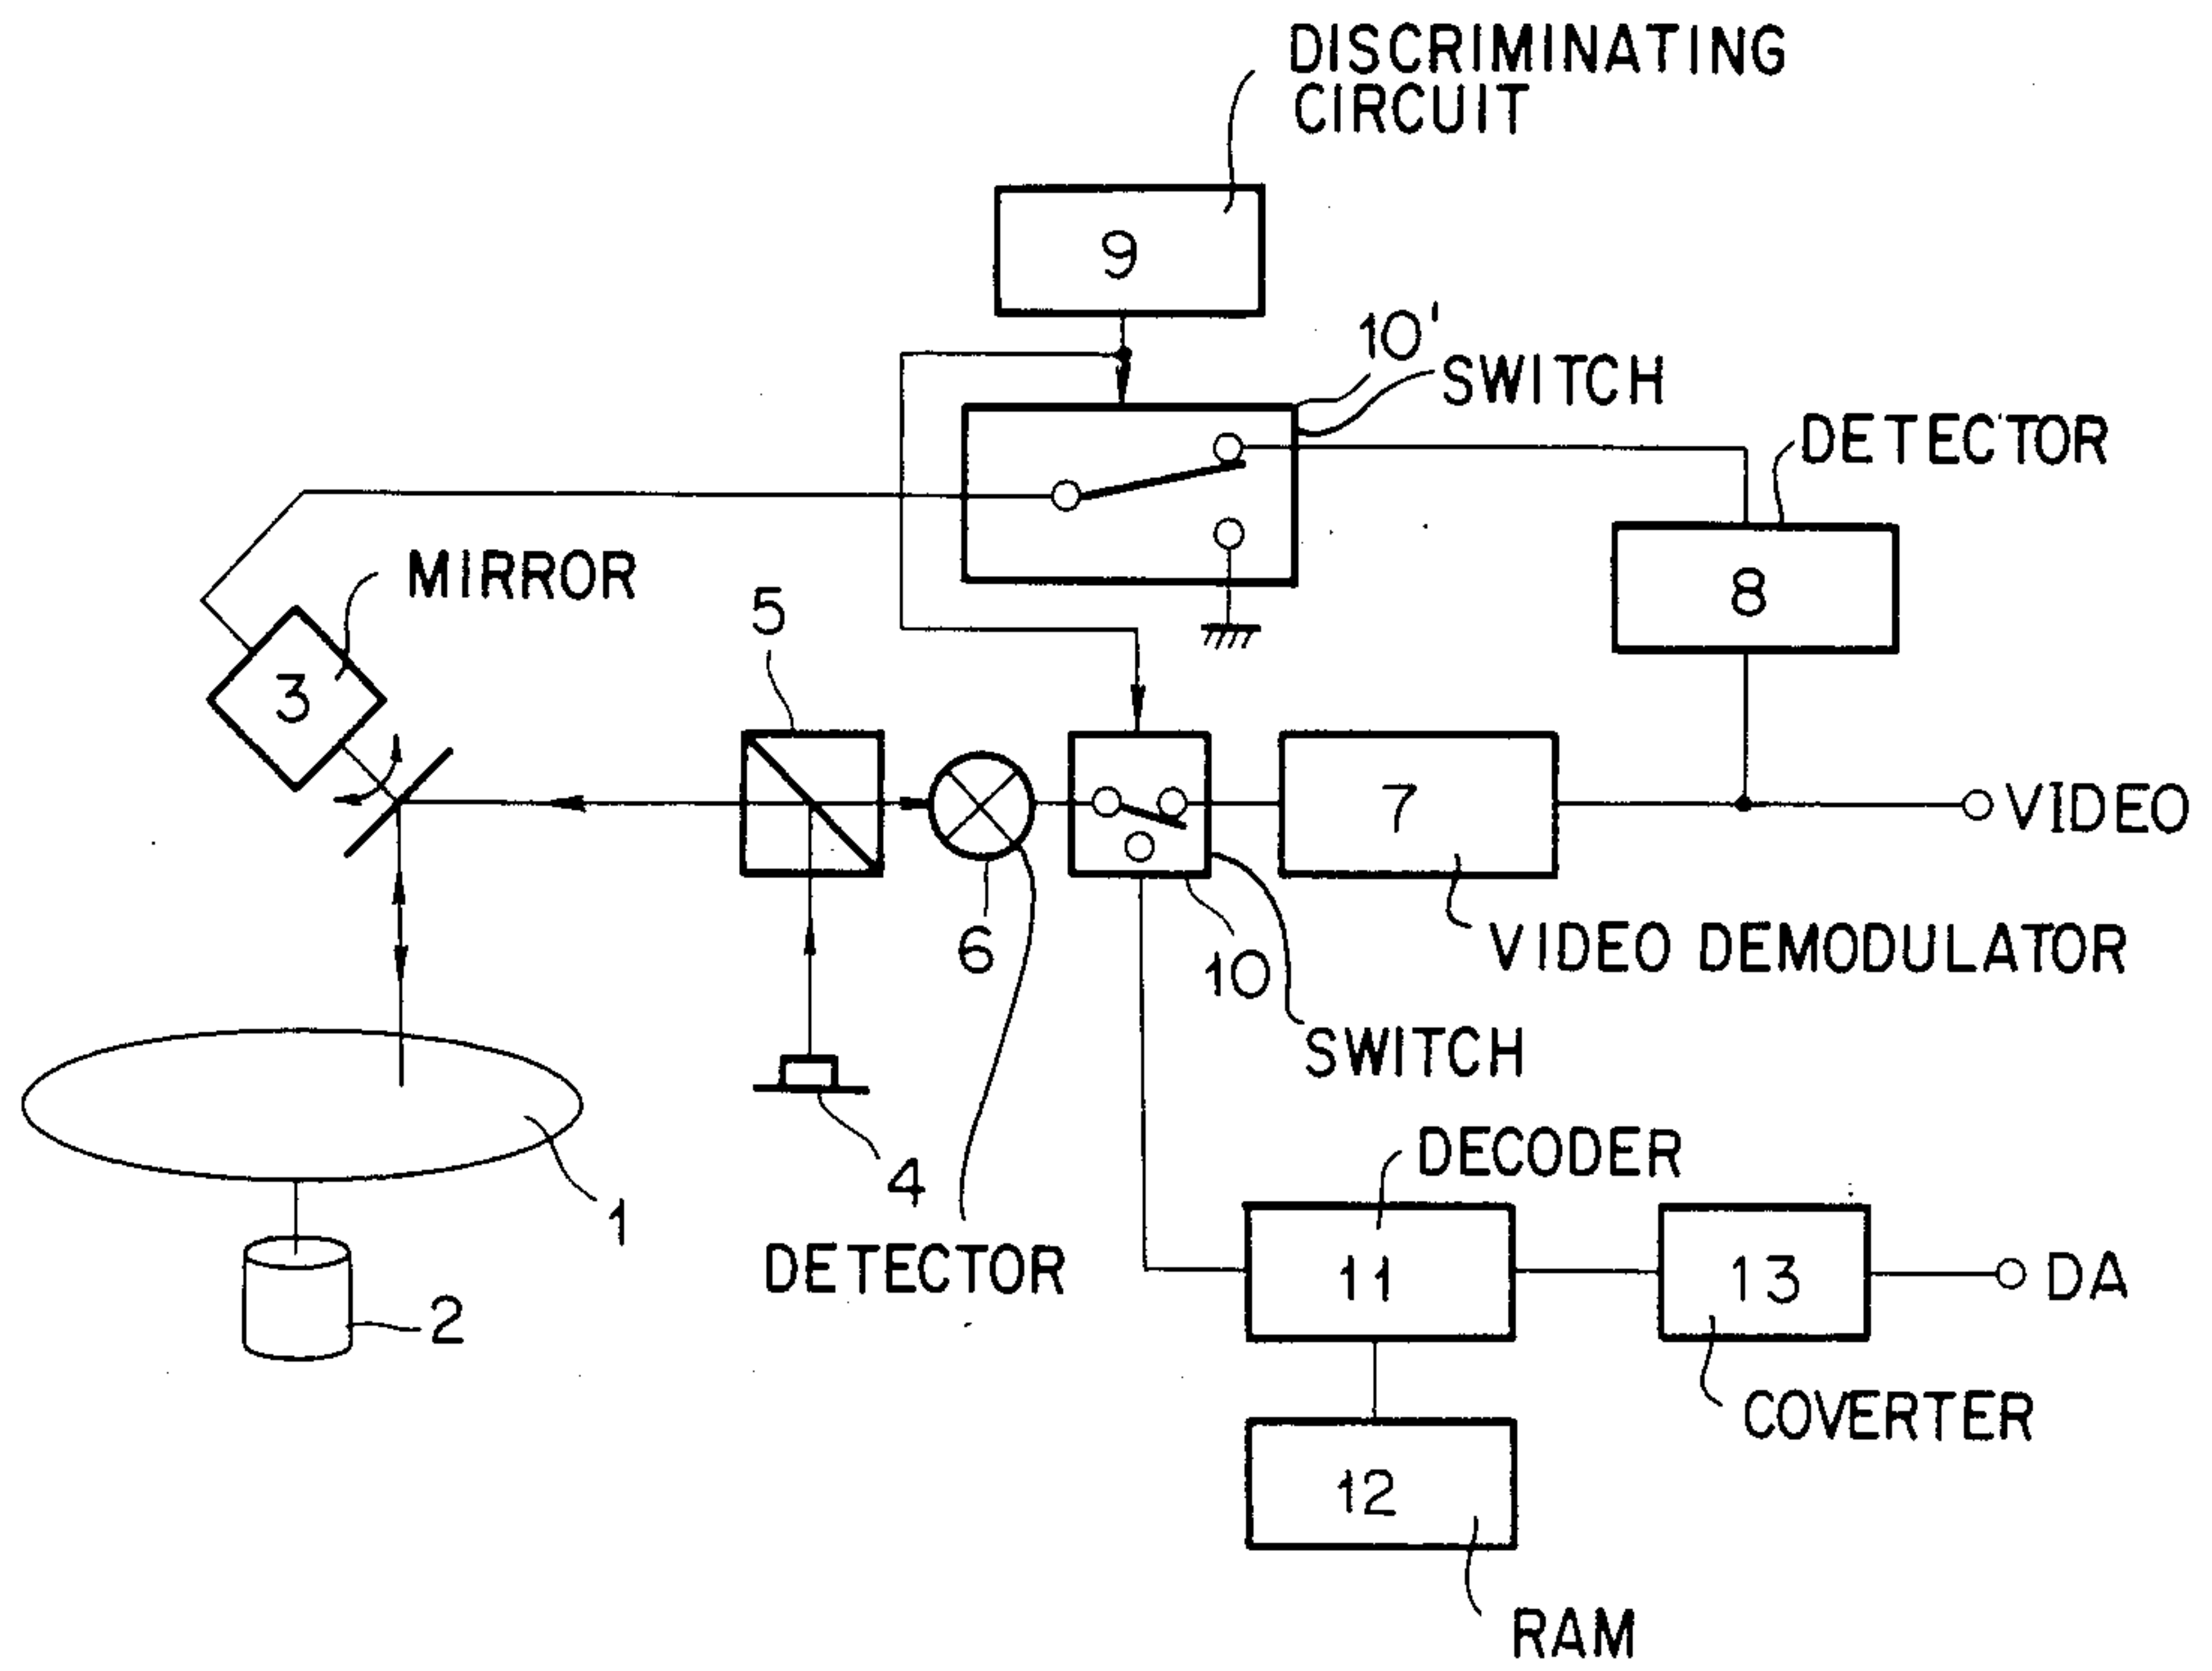 DISCRIMINATING
CIRCUIT
9
10'
SWITCH
DETECTOR
8
MIRROR
3
5
7
VIDEO
6
10
VIDEO DEMODULATOR
SWITCH
4
1
DETECTOR
2
DECODER
11
13
DA
COVERTER
12
RAM